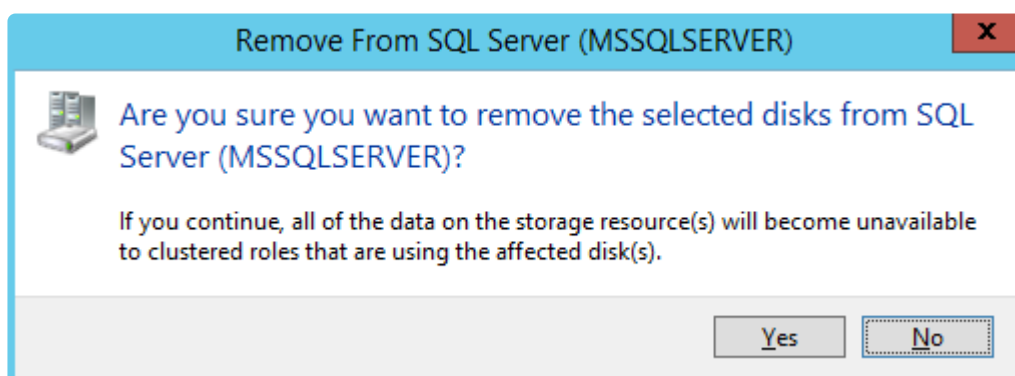 Remove From SQL Server (MSSQLSERVER)
x
Are you sure you want to remove the selected disks from SQL
Server (MSSQLSERVER)?
If you continue, all of the data on the storage resource(s) will become unavailable
to clustered roles that are using the affected disk(s).
Yes No